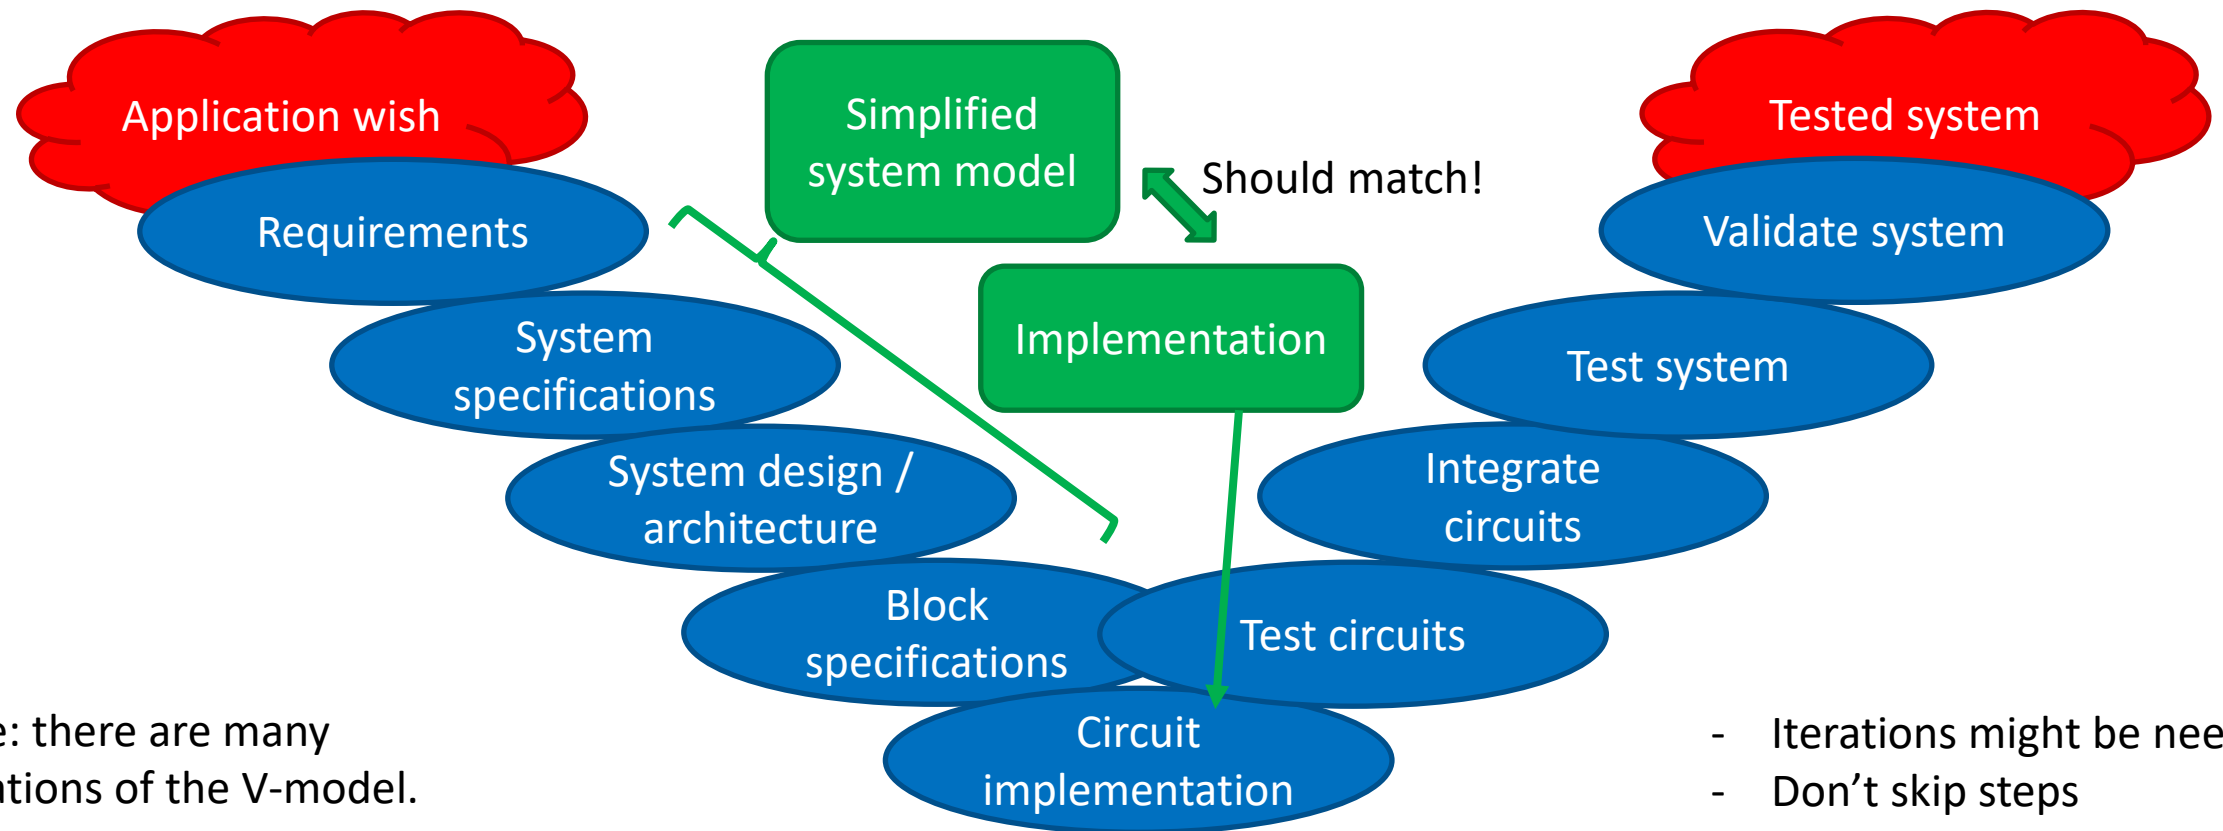 Application wish
Simplified
system model
Tested system
Should match!
Requirements
Validate system
Implementation
System
specifications
Test system
System design /
architecture
Integrate
circuits
Block
specifications
Test circuits
Circuit
implementation
: there are many
of the V-model.
- Iterations might be
- Don’t skip steps